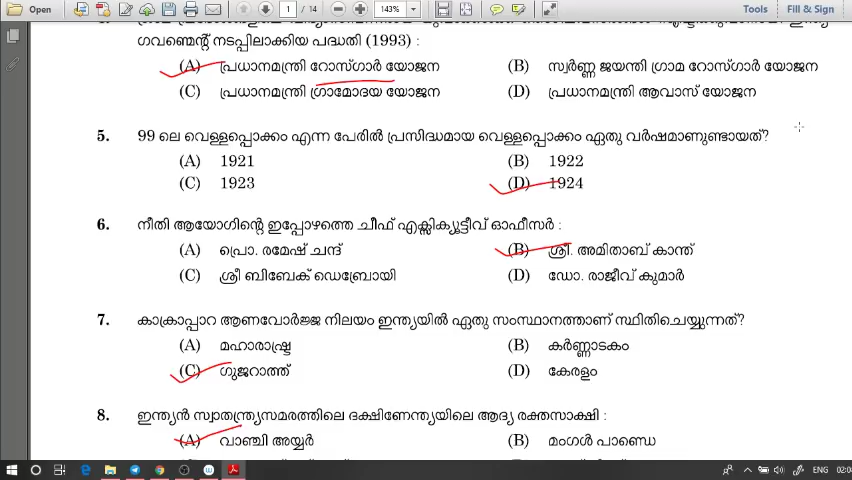 Open 1 / 14 143% Tools Fill & Sign
ഗവണ്മെന്റ് നടപ്പിലാക്കിയ പദ്ധതി (1993) :
(A) പ്രധാനമന്ത്രി റോസ്ഗാർ യോജന (B) സ്വർണ്ണ ജയന്തി ഗ്രാമ റോസ്ഗാർ യോജന
(C) പ്രധാനമന്ത്രി ഗ്രാമോദയ യോജന (D) പ്രധാനമന്ത്രി ആവാസ് യോജന
5. 99 ലെ വെള്ളപ്പൊക്കം എന്ന പേരിൽ പ്രസിദ്ധമായ വെള്ളപ്പൊക്കം ഏതു വർഷമാണുണ്ടായത്?
(A) 1921 (B) 1922
(C) 1923 (D) 1924
6. നീതി ആയോഗിന്റെ ഇപ്പോഴത്തെ ചീഫ് എക്സിക്യൂട്ടീവ് ഓഫീസർ :
(A) പ്രൊ. രമേഷ് ചന്ദ് (B) ശ്രീ. അമിതാബ് കാന്ത്
(C) ശ്രീ ബിബേക് ഡെബ്രോയി (D) ഡോ. രാജീവ് കുമാർ
7. കാക്രാപ്പാറ ആണവോർജ്ജ നിലയം ഇന്ത്യയിൽ ഏതു സംസ്ഥാനത്താണ് സ്ഥിതിചെയ്യുന്നത്?
(A) മഹാരാഷ്ട്ര (B) കർണ്ണാടകം
(C) ഗുജറാത്ത് (D) കേരളം
8. ഇന്ത്യൻ സ്വാതന്ത്ര്യസമരത്തിലെ ദക്ഷിണേന്ത്യയിലെ ആദ്യ രക്തസാക്ഷി :
(A) വാഞ്ചി അയ്യർ (B) മംഗൾ പാണ്ഡെ
ENG